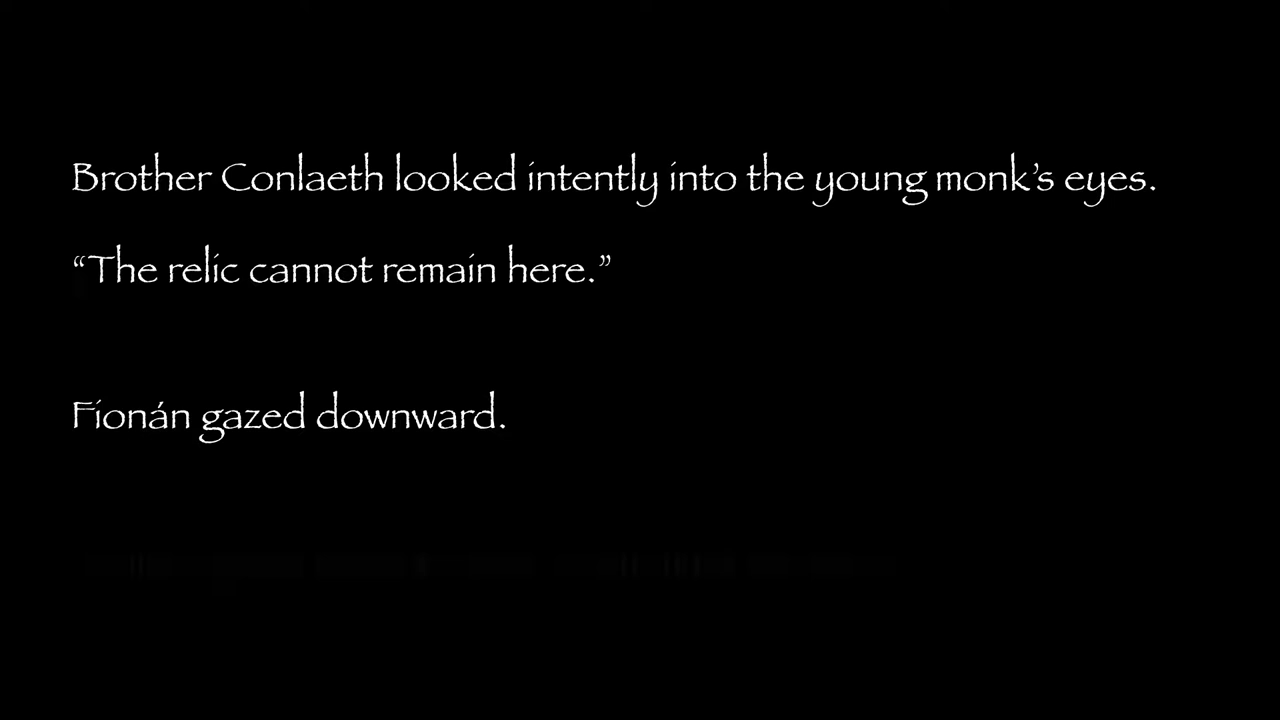 Brother Conlaeth looked intently into the young monk’s eyes.
“The relic cannot remain here.”
Fionán gazed downward.